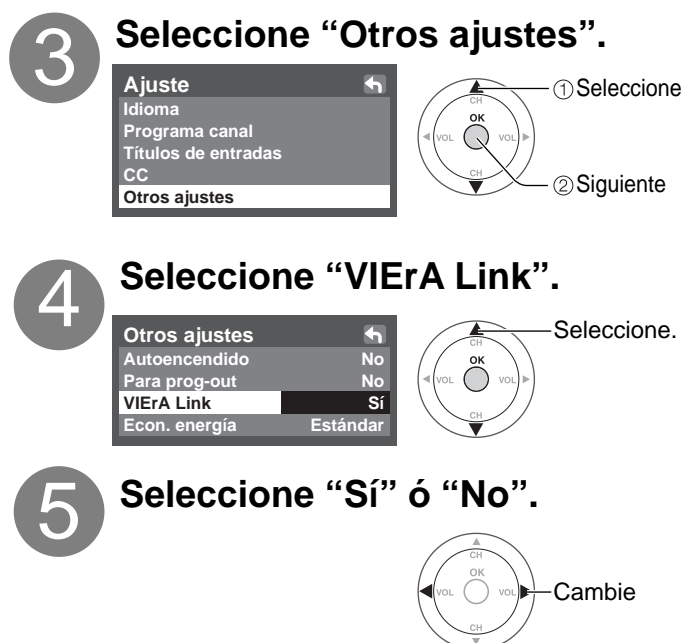 3 Seleccione “Otros ajustes”.
Ajuste
Idioma
Programa canal
Títulos de entradas
CC
Otros ajustes
CH
OK
VOL VOL
CH
①Seleccione
②Siguiente
4 Seleccione “VIErA Link”.
Otros ajustes
Autoencendido No
Para prog-out No
VIErA Link Sí
Econ. energía Estándar
CH
OK
VOL VOL
CH
Seleccione.
5 Seleccione “Sí” ó “No”.
CH
OK
VOL VOL
CH
Cambie